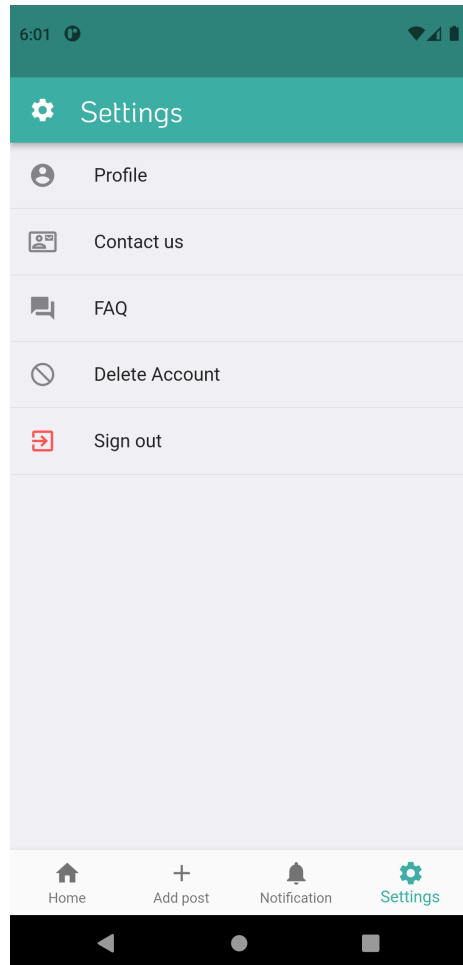 6:01
Settings
Profile
Contact us
FAQ
Delete Account
Sign out
Home Add post Notification Settings